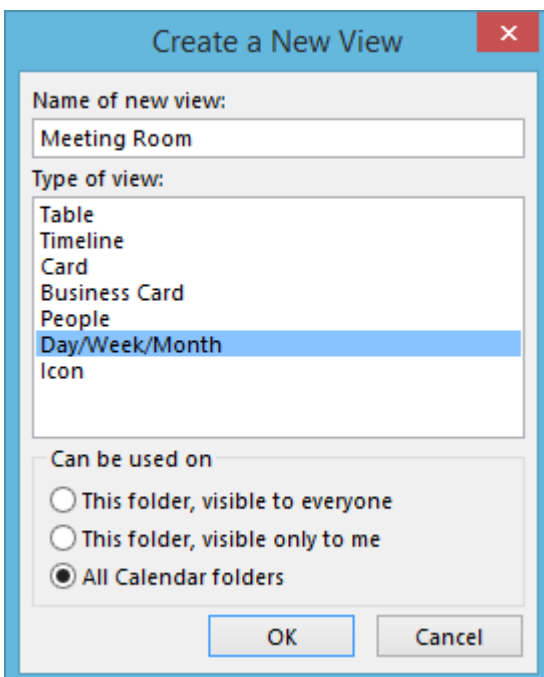 Create a New View
Name of new view:
Meeting Room
Type of view:
Table
Timeline
Card
Business Card
People
Day/Week/Month
Icon
Can be used on
This folder, visible to everyone
This folder, visible only to me
All Calendar folders
OK Cancel